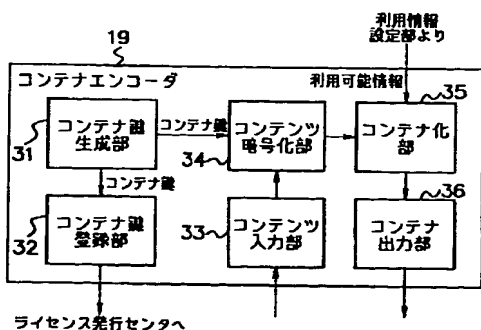 利用情報
設定部より
19
コンテナエンコーダ
利用可能情報
35
コンテナ鍵
生成部
31
コンテナ鍵
コンテンツ
暗号化部
34
コンテナ化
部
コンテナ鍵
36
コンテナ鍵
登録部
32
33
コンテンツ
入力部
コンテナ
出力部
ライセンス発行センタへ